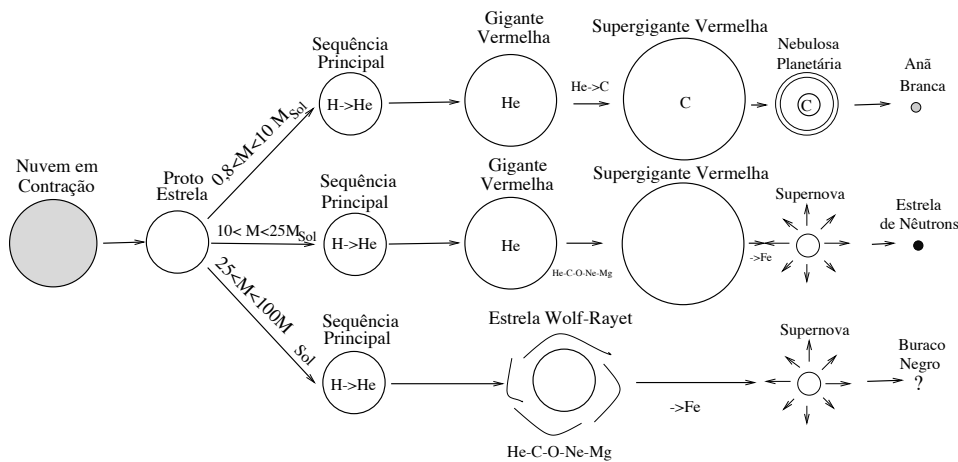 Nuvem em
Contração
Proto
Estrela
0,8<M<10 M Sol
Sequência
Principal
H->He
Gigante
Vermelha
He
He->C
Supergigante Vermelha
C
Nebulosa
Planetária
C
Anã
Branca
10< M<25M Sol
Sequência
Principal
H->He
Gigante
Vermelha
He
He-C-O-Ne-Mg
Supergigante Vermelha
->Fe
Supernova
Estrela
de Nêutrons
25<M<100M Sol
Sequência
Principal
H->He
Estrela Wolf-Rayet
He-C-O-Ne-Mg
->Fe
Supernova
Buraco
Negro
?